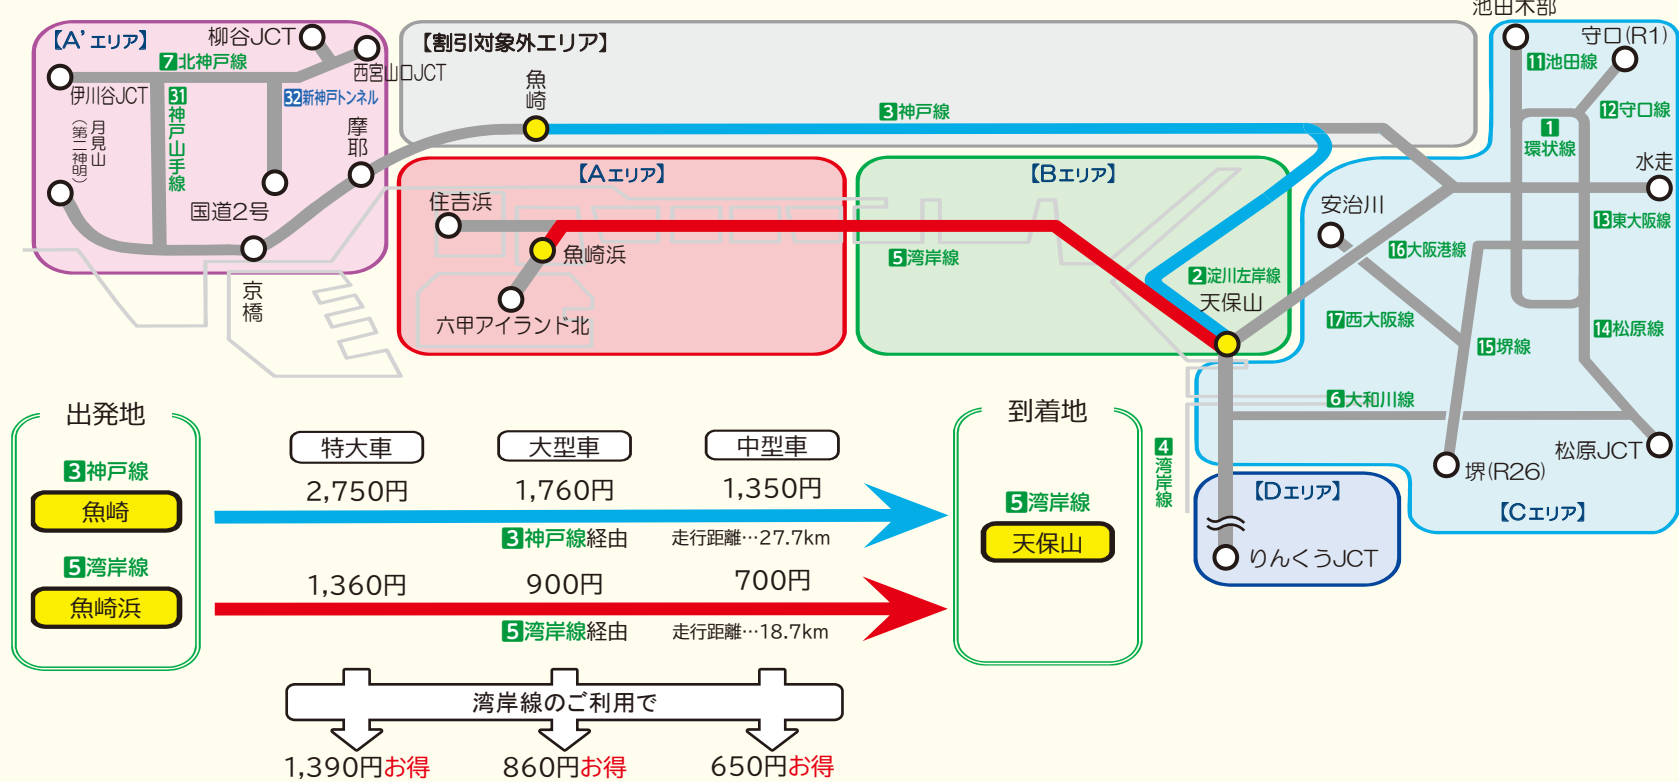 【A'エリア】
柳谷JCT
7北神戸線
西宮山口JCT
伊川谷JCT
31神戸山手線
32新神戸トンネル
月見山
(第二神明)
摩耶
国道2号
京橋
【割引対象外エリア】
魚崎
3神戸線
【Aエリア】
住吉浜
魚崎浜
六甲アイランド北
【Bエリア】
5湾岸線
2淀川左岸線
天保山
池田木部
守口(R1)
11池田線
12守口線
1
環状線
水走
安治川
13東大阪線
16大阪港線
17西大阪線
14松原線
15堺線
6大和川線
4湾岸線
松原JCT
堺(R26)
【Cエリア】
【Dエリア】
りんくうJCT
出発地
3神戸線
魚崎
5湾岸線
魚崎浜
特大車
大型車
中型車
2,750円
1,760円
1,350円
3神戸線経由
走行距離…27.7km
1,360円
900円
700円
5湾岸線経由
走行距離…18.7km
到着地
5湾岸線
天保山
湾岸線のご利用で
1,390円お得
860円お得
650円お得